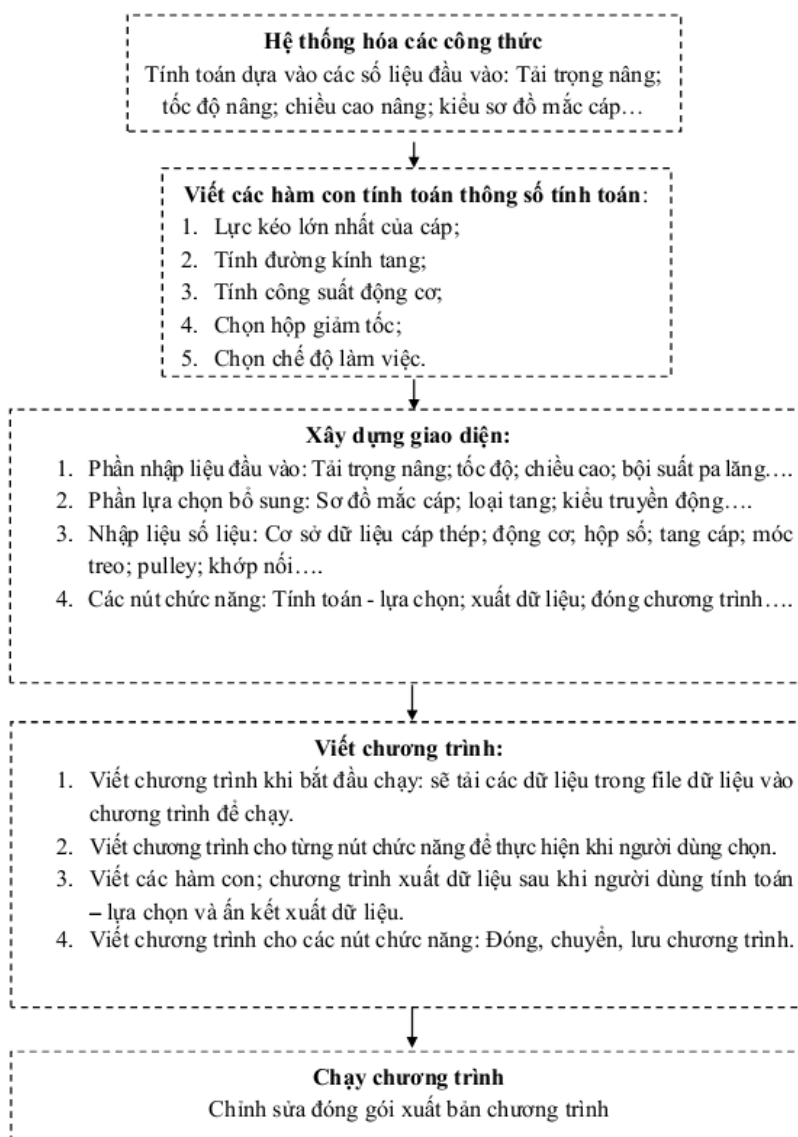 Hệ thống hóa các công thức
Tính toán dựa vào các số liệu đầu vào: Tải trọng nâng;
tốc độ nâng; chiều cao nâng; kiểu sơ đồ mắc cáp…
Viết các hàm con tính toán thông số tính toán:
1. Lực kéo lớn nhất của cáp;
2. Tính đường kính tang;
3. Tính công suất động cơ;
4. Chọn hộp giảm tốc;
5. Chọn chế độ làm việc.
Xây dựng giao diện:
1. Phần nhập liệu đầu vào: Tải trọng nâng; tốc độ; chiều cao; bội suất pa lăng….
2. Phần lựa chọn bổ sung: Sơ đồ mắc cáp; loại tang; kiểu truyền động….
3. Nhập liệu số liệu: Cơ sở dữ liệu cáp thép; động cơ; hộp số; tang cáp; móc
treo; pulley; khớp nối….
4. Các nút chức năng: Tính toán - lựa chọn; xuất dữ liệu; đóng chương trình….
Viết chương trình:
1. Viết chương trình khi bắt đầu chạy: sẽ tải các dữ liệu trong file dữ liệu vào
chương trình để chạy.
2. Viết chương trình cho từng nút chức năng để thực hiện khi người dùng chọn.
3. Viết các hàm con; chương trình xuất dữ liệu sau khi người dùng tính toán
– lựa chọn và ấn kết xuất dữ liệu.
4. Viết chương trình cho các nút chức năng: Đóng, chuyển, lưu chương trình.
Chạy chương trình
Chỉnh sửa đóng gói xuất bản chương trình